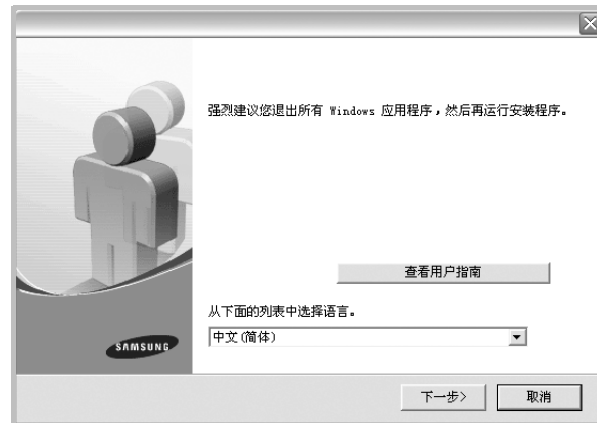 强烈建议您退出所有 Windows 应用程序，然后再运行安装程序。
查看用户指南
从下面的列表中选择语言。
中文(简体)
SAMSUNG
下一步>
取消